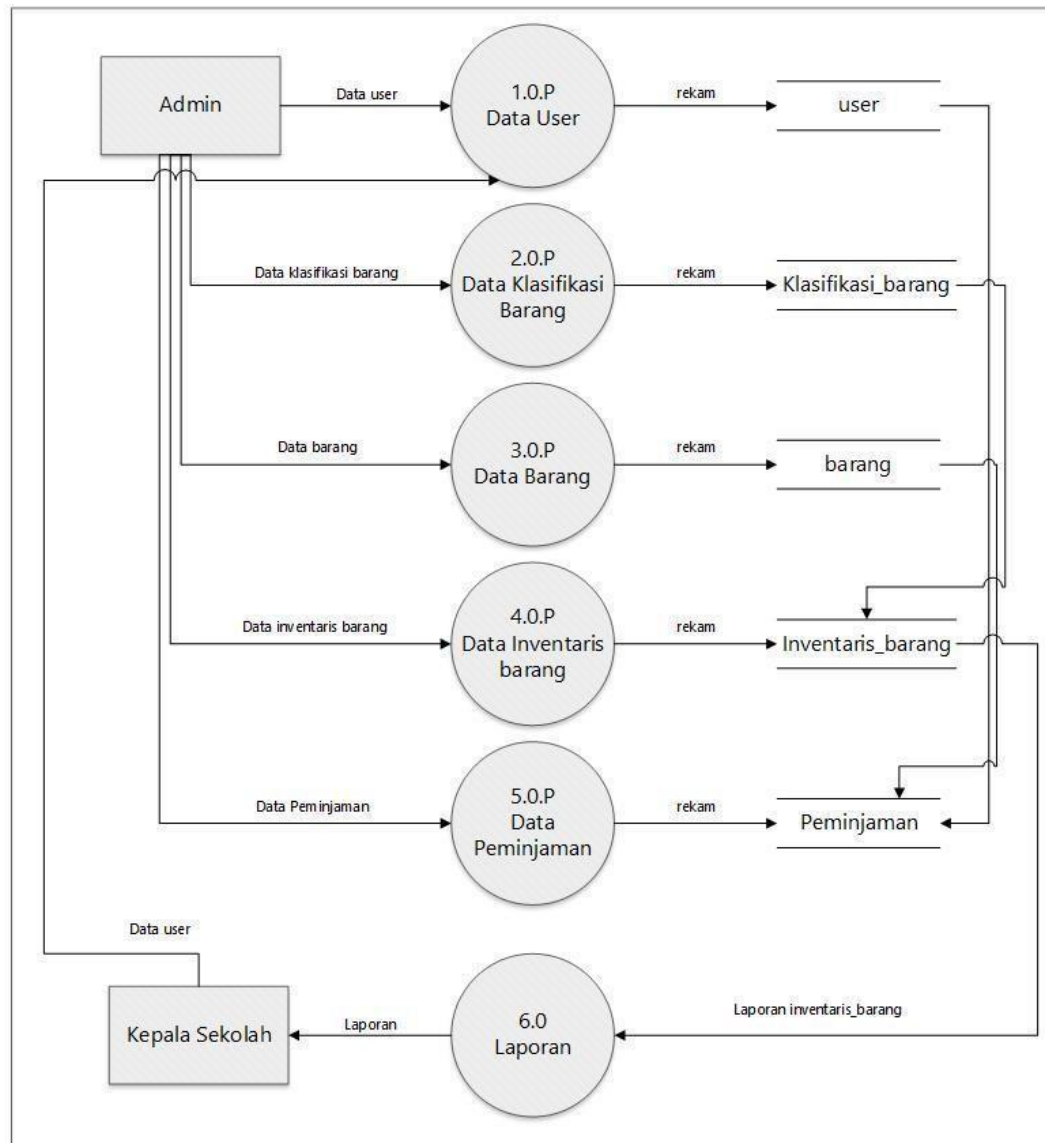 Admin
Data user
1.0.P
Data User
rekam
user
Data klasifikasi barang
2.0.P
Data Klasifikasi
Barang
rekam
Klasifikasi_barang
Data barang
3.0.P
Data Barang
rekam
barang
Data inventaris barang
4.0.P
Data Inventaris
barang
rekam
Inventaris_barang
Data Peminjaman
5.0.P
Data
Peminjaman
rekam
Peminjaman
Data user
Kepala Sekolah
Laporan
6.0
Laporan
Laporan inventaris_barang